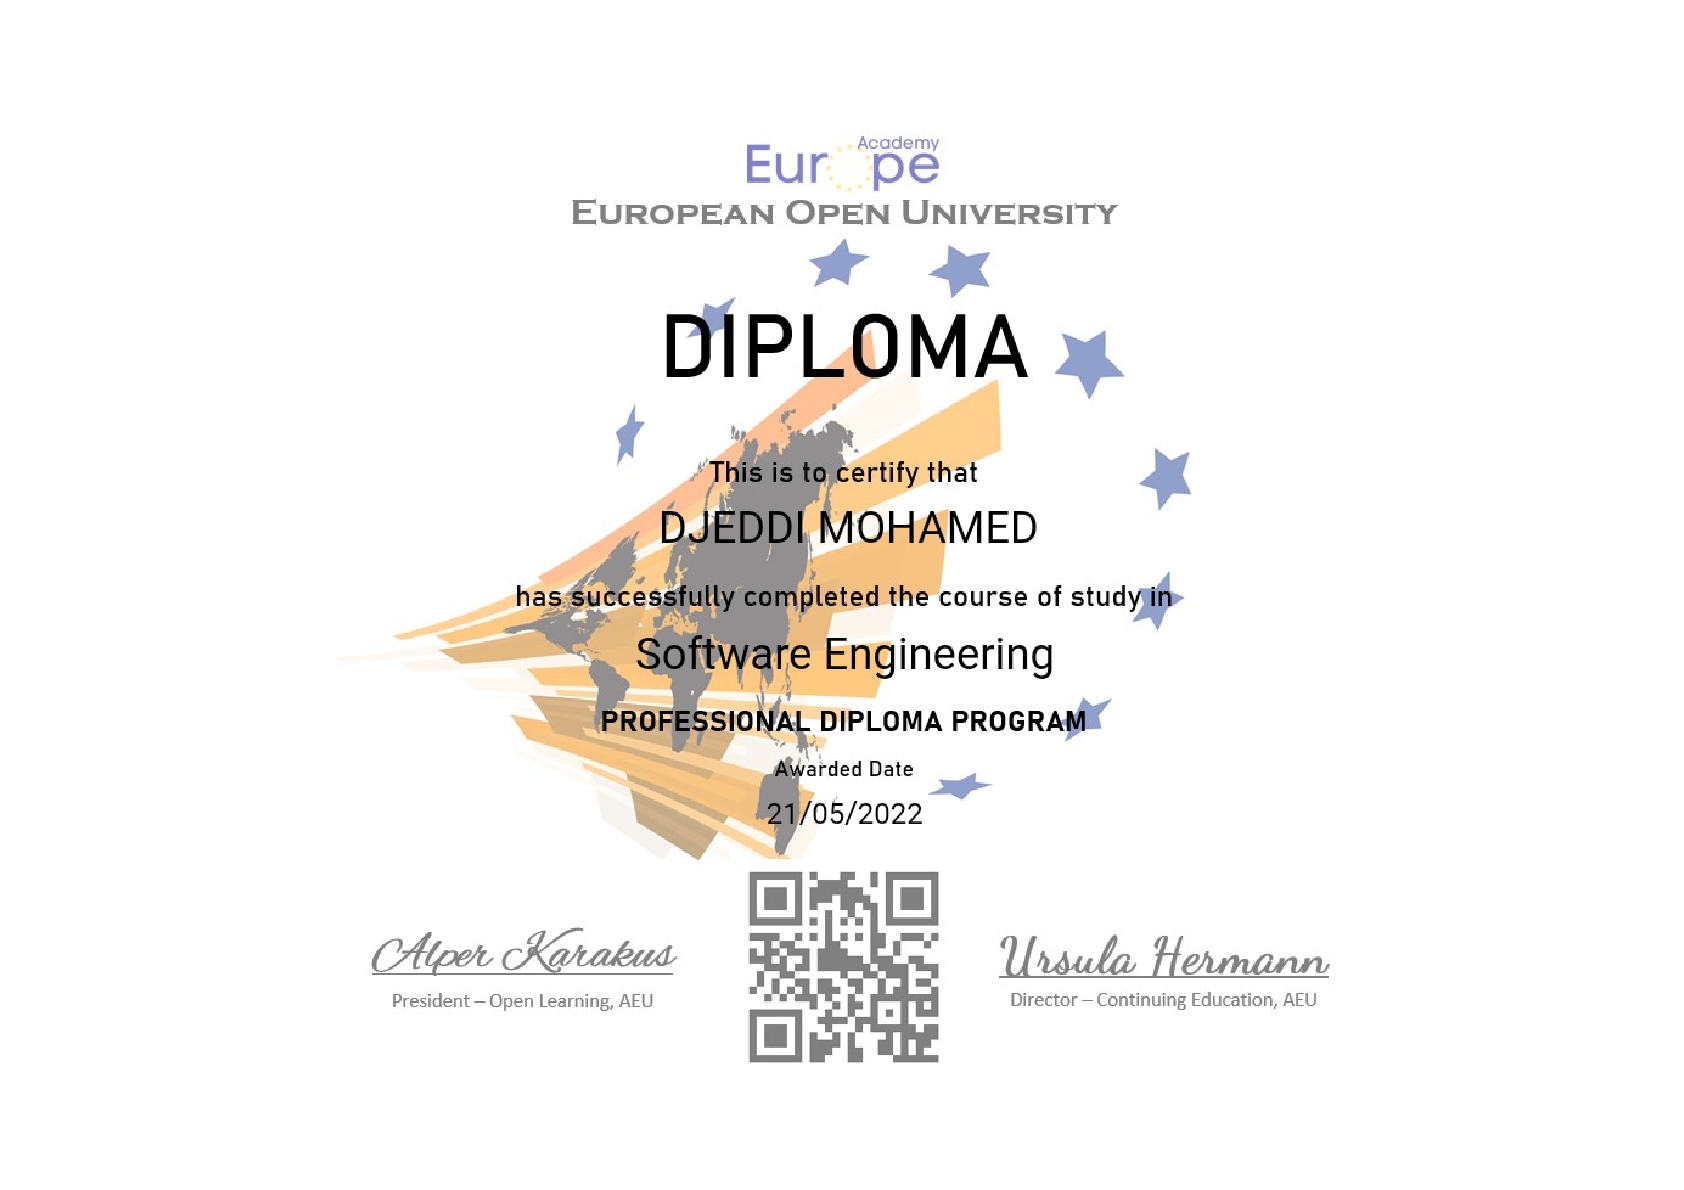 Academy
Europe
EUROPEAN OPEN UNIVERSITY
DIPLOMA
This is to certify that
DJEDDI MOHAMED
has successfully completed the course of study in
Software Engineering
PROFESSIONAL DIPLOMA PROGRAM
Awarded Date
21/05/2022
Alper Karakus
President – Open Learning, AEU
Ursula Hermann
Director – Continuing Education, AEU